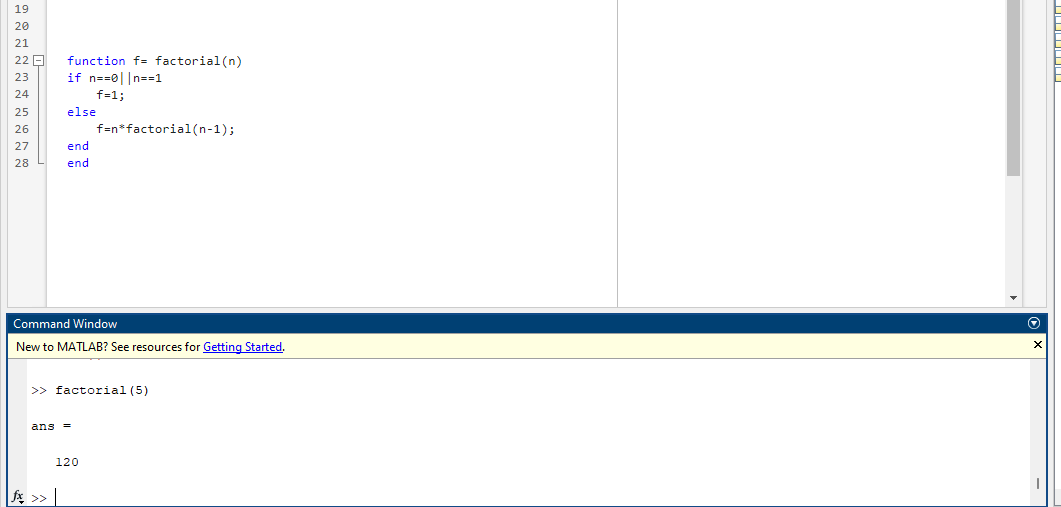 19
20
21
22 function f= factorial(n)
23 if n==0||n==1
24 f=1;
25 else
26 f=n*factorial(n-1);
27 end
28 end
Command Window
New to MATLAB? See resources for Getting Started.
>> factorial(5)
ans =
120
fx >>